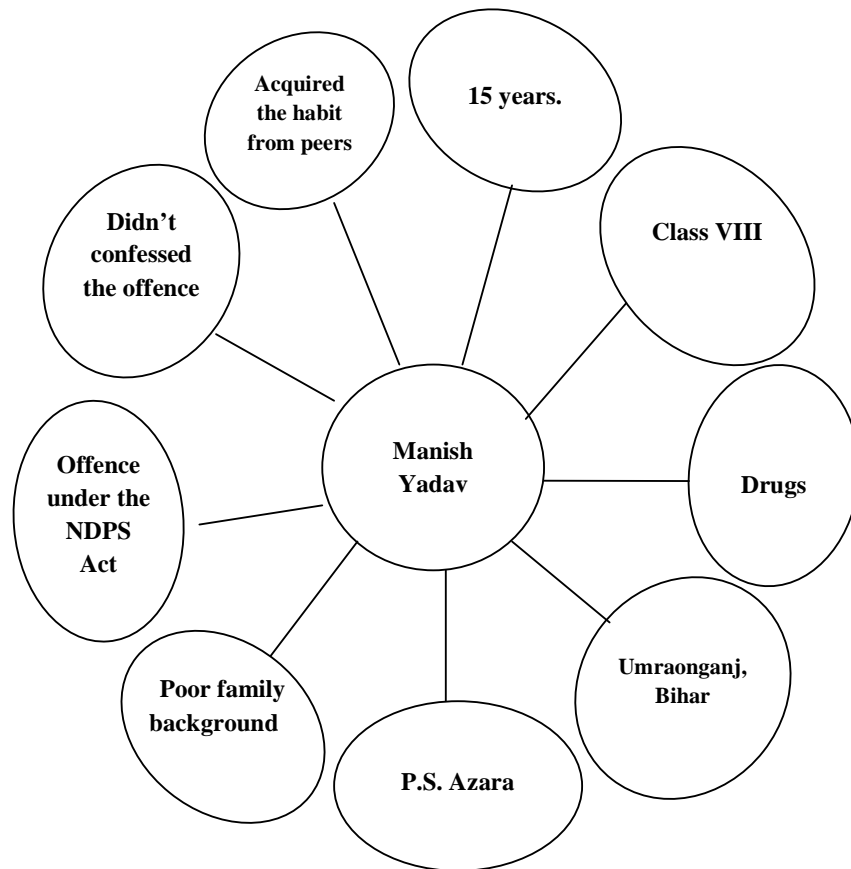 Manish
Yadav
15 years.
Class VIII
Drugs
Umraonganj,
Bihar
P.S. Azara
Poor family
background
Offence
under the
NDPS
Act
Didn’t
confessed
the offence
Acquired
the habit
from peers